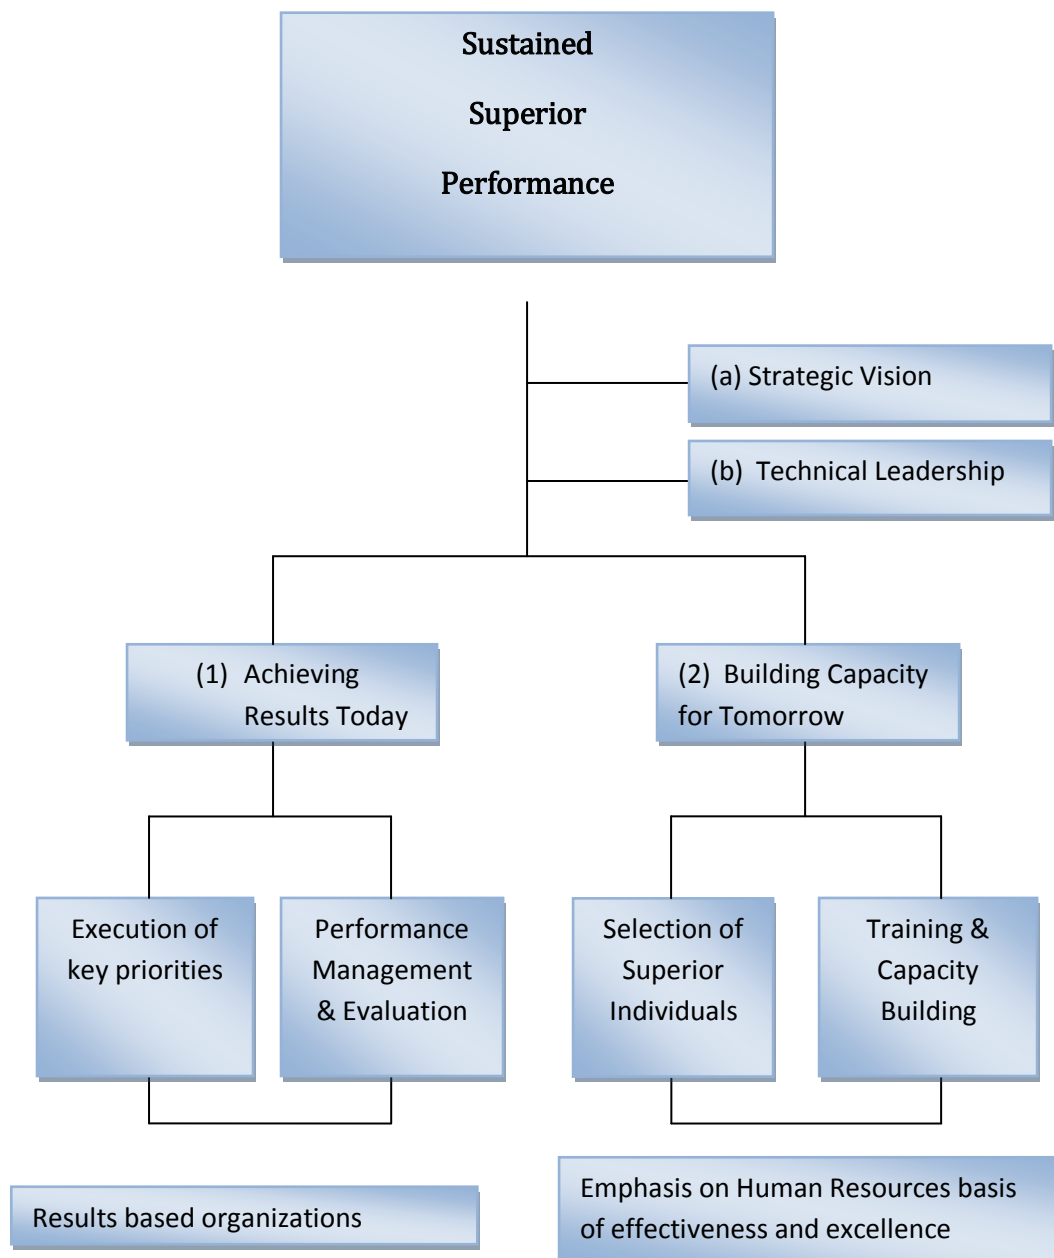 Sustained
Superior
Performance
(a) Strategic Vision
(b) Technical Leadership
(1) Achieving
Results Today
(2) Building Capacity
for Tomorrow
Execution of
key priorities
Performance
Management
& Evaluation
Selection of
Superior
Individuals
Training &
Capacity
Building
Results based organizations
Emphasis on Human Resources basis
of effectiveness and excellence